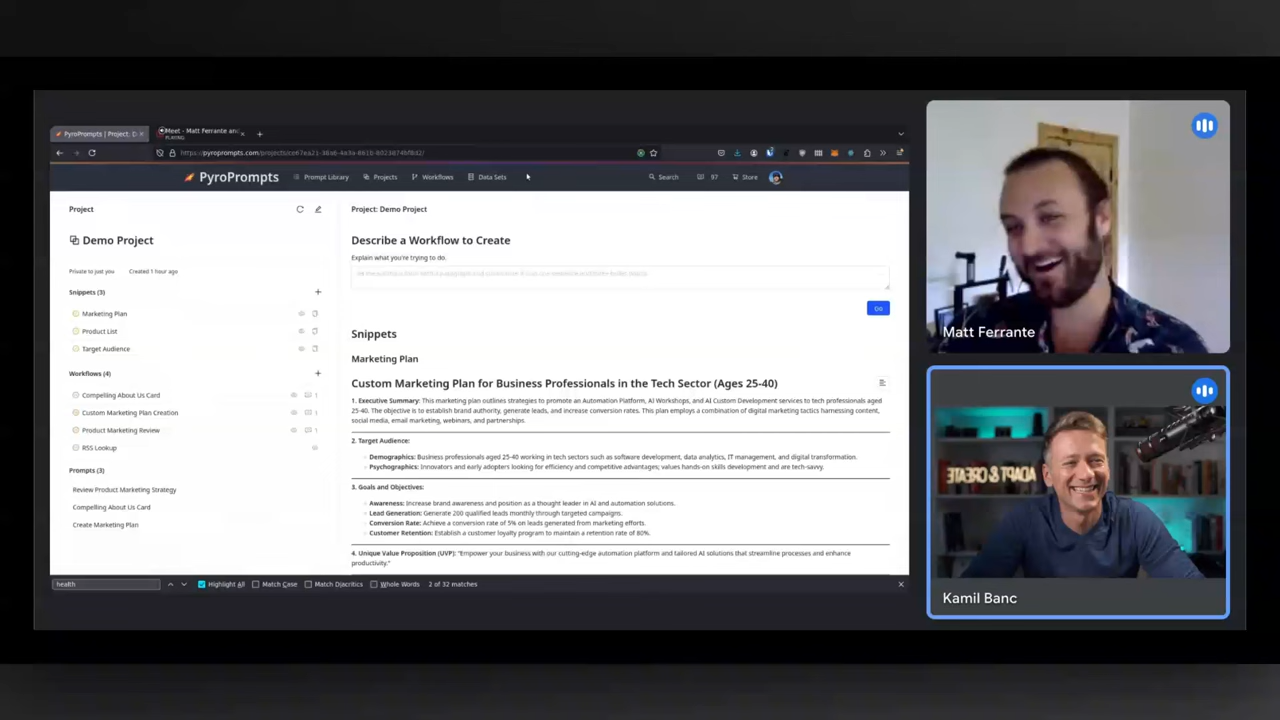 PyroPrompts | Project: D
Meet - Matt Ferrante and
PLAYING
PyroPrompts
Prompt Library
Projects
Workflows
Data Sets
Search
97
Store
Project
Demo Project
Private to just you
Created 1 hour ago
Snippets (3)
Marketing Plan
Product List
Target Audience
Workflows (4)
Compelling About Us Card
1
Custom Marketing Plan Creation
1
Product Marketing Review
1
RSS Lookup
Prompts (3)
Review Product Marketing Strategy
Compelling About Us Card
Create Marketing Plan
Project: Demo Project
Describe a Workflow to Create
Explain what you're trying to do.
Go
Snippets
Marketing Plan
Custom Marketing Plan for Business Professionals in the Tech Sector (Ages 25-40)
1. Executive Summary: This marketing plan outlines strategies to promote an Automation Platform, AI Workshops, and AI Custom Development services to tech professionals aged
25-40. The objective is to establish brand authority, generate leads, and increase conversion rates. This plan employs a combination of digital marketing tactics harnessing content,
social media, email marketing, webinars, and partnerships.
2. Target Audience:
Demographics: Business professionals aged 25-40 working in tech sectors such as software development, data analytics, IT management, and digital transformation.
Psychographics: Innovators and early adopters looking for efficiency and competitive advantages; values hands-on skills development and are tech-savvy.
3. Goals and Objectives:
Awareness: Increase brand awareness and position as a thought leader in AI and automation solutions.
Lead Generation: Generate 200 qualified leads monthly through targeted campaigns.
Conversion Rate: Achieve a conversion rate of 5% on leads generated from marketing efforts.
Customer Retention: Establish a customer loyalty program to maintain a retention rate of 80%.
4. Unique Value Proposition (UVP): "Empower your business with our cutting-edge automation platform and tailored AI solutions that streamline processes and enhance
productivity."
health
Highlight All
Match Case
Match Diacritics
Whole Words
2 of 32 matches
Matt Ferrante
ADAPT & CREATE
Kamil Banc